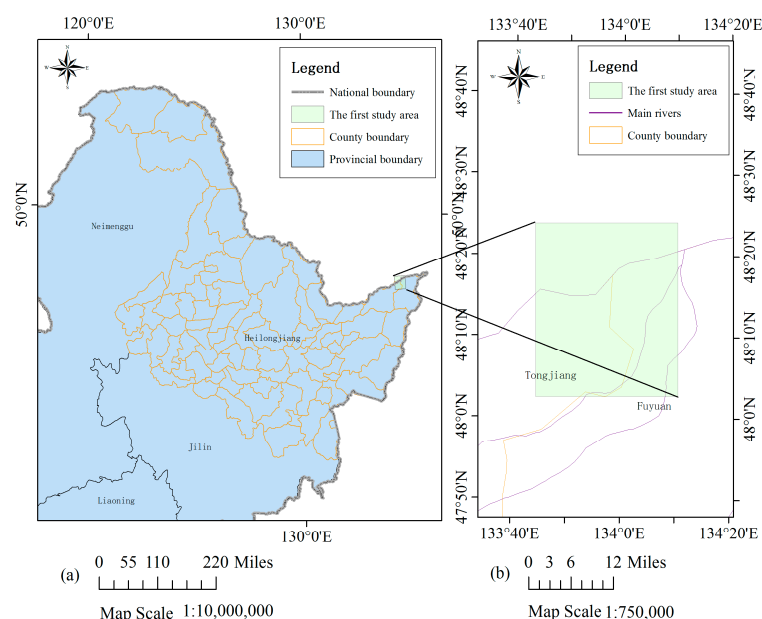 120°0'E
130°0'E
N
W
E
S
Legend
National boundary
The first study area
County boundary
Provincial boundary
50°0'N
50°0'N
Neimenggu
Heilongjiang
Jilin
Liaoning
130°0'E
(a)
0 55 110 220 Miles
Map Scale 1:10,000,000
133°40'E
134°0'E
134°20'E
N
W
E
S
Legend
The first study area
Main rivers
County boundary
48°40'N
48°30'N
48°20'N
48°10'N
48°0'N
47°50'N
48°40'N
48°30'N
48°20'N
48°10'N
48°0'N
Tongjiang
Fuyuan
133°40'E
134°0'E
134°20'E
(b)
0 3 6 12 Miles
Map Scale 1:750,000